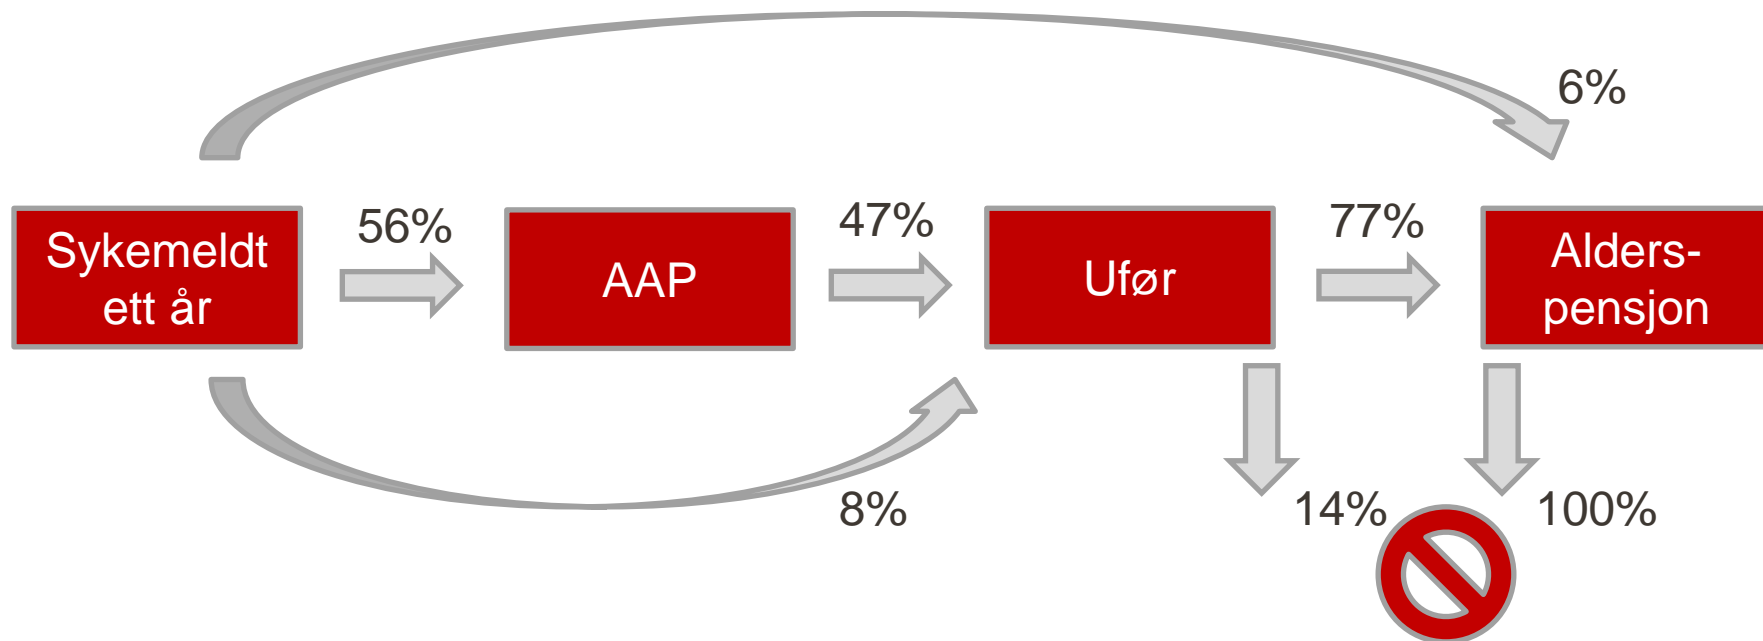 6%
Sykemeldt
ett år
56%
AAP
47%
Ufør
77%
Alders-
pensjon
8%
14%
100%